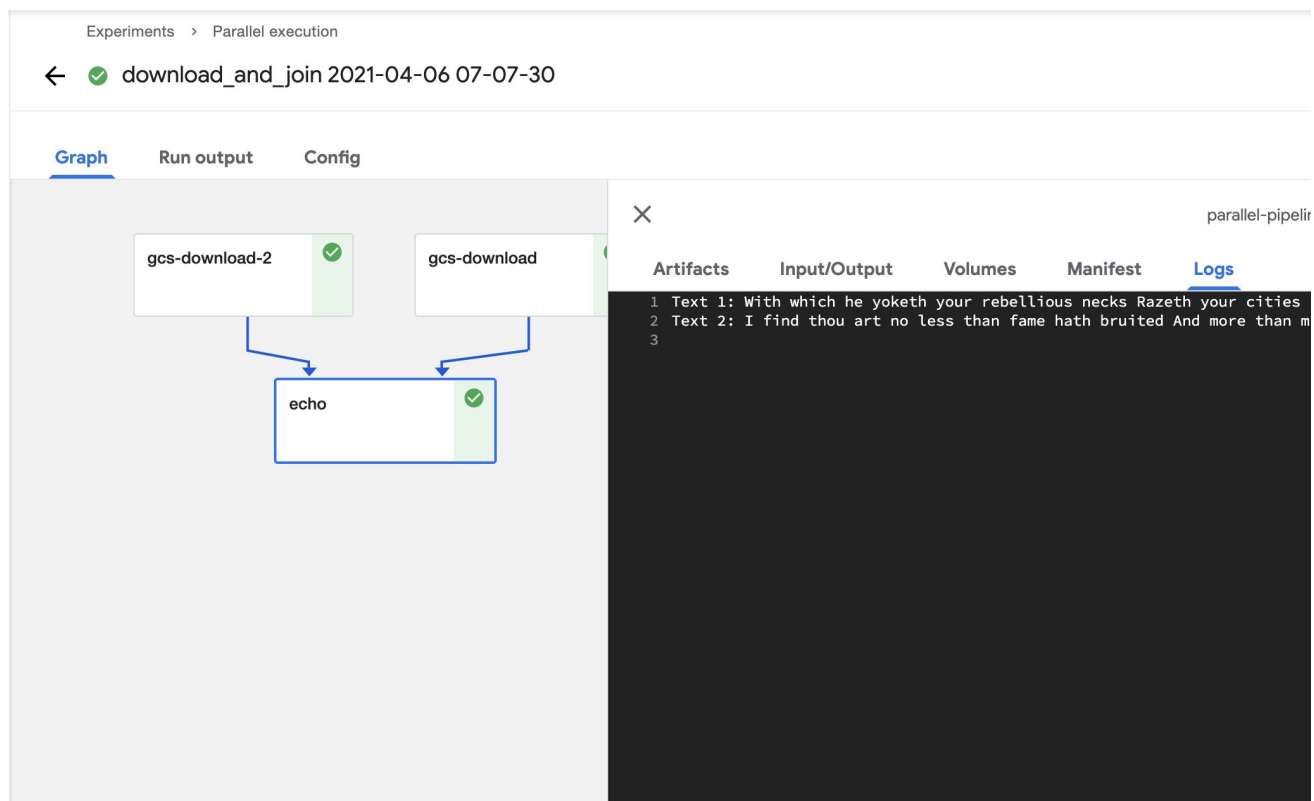 Experiments > Parallel execution
download_and_join 2021-04-06 07-07-30
Graph Run output Config
parallel-pipelin
Artifacts Input/Output Volumes Manifest Logs
gcs-download-2
gcs-download
echo
1 Text 1: With which he yoketh your rebellious necks Razeth your cities
2 Text 2: I find thou art no less than fame hath bruited And more than m
3